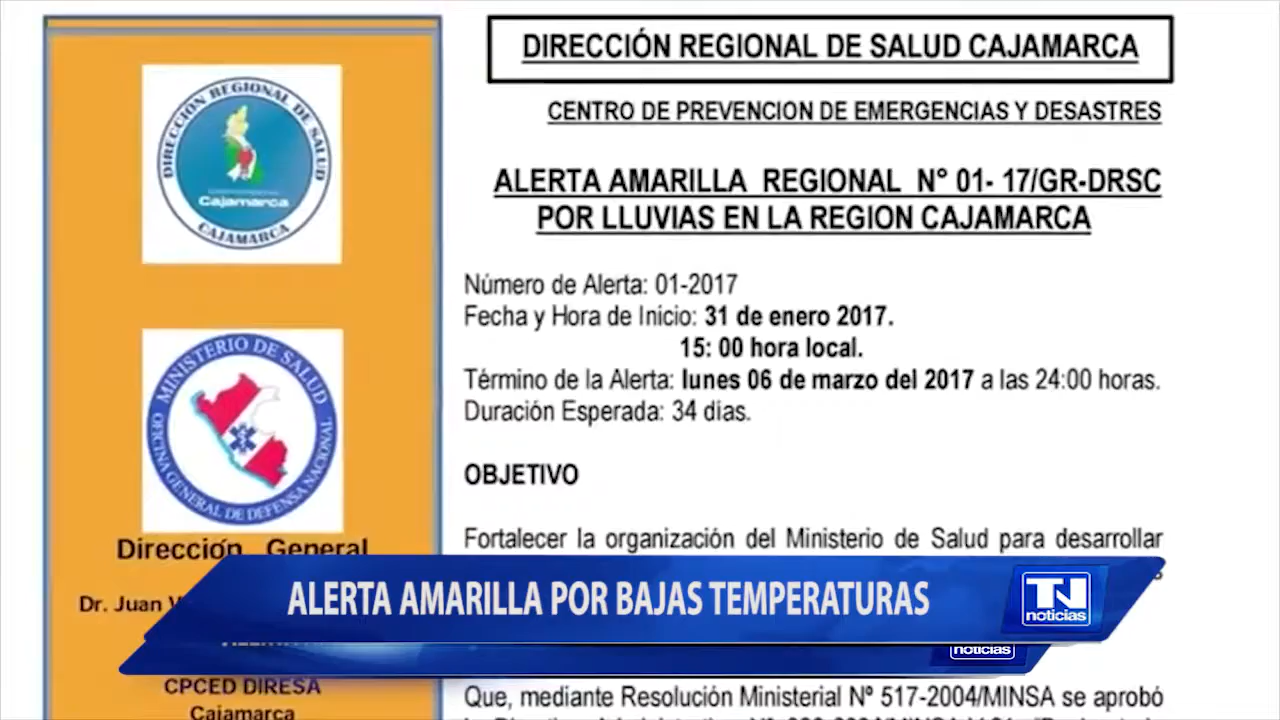 DIRECCIÓN REGIONAL DE SALUD CAJAMARCA
CENTRO DE PREVENCION DE EMERGENCIAS Y DESASTRES
ALERTA AMARILLA REGIONAL N° 01- 17/GR-DRSC
POR LLUVIAS EN LA REGION CAJAMARCA
Número de Alerta: 01-2017
Fecha y Hora de Inicio: 31 de enero 2017.
15: 00 hora local.
Término de la Alerta: lunes 06 de marzo del 2017 a las 24:00 horas.
Duración Esperada: 34 días.
OBJETIVO
Fortalecer la organización del Ministerio de Salud para desarrollar
Que, mediante Resolución Ministerial Nº 517-2004/MINSA se aprobó
DIRECCIÓN REGIONAL DE SALUD
Cajamarca
CAJAMARCA
MINISTERIO DE SALUD
OFICINA GENERAL DE DEFENSA NACIONAL
Dirección General
Dr. Juan
CPCED DIRESA
Cajamarca
ALERTA AMARILLA POR BAJAS TEMPERATURAS
TN
noticias
noticias